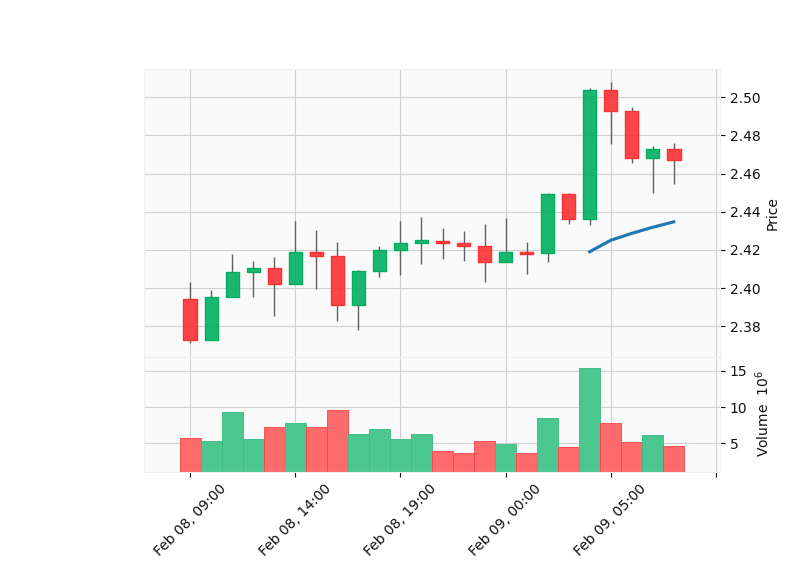 2.50
2.48
2.46
2.44
2.42
2.40
2.38
Price
15
10
5
Volume 10⁶
Feb 08, 09:00
Feb 08, 14:00
Feb 08, 19:00
Feb 09, 00:00
Feb 09, 05:00